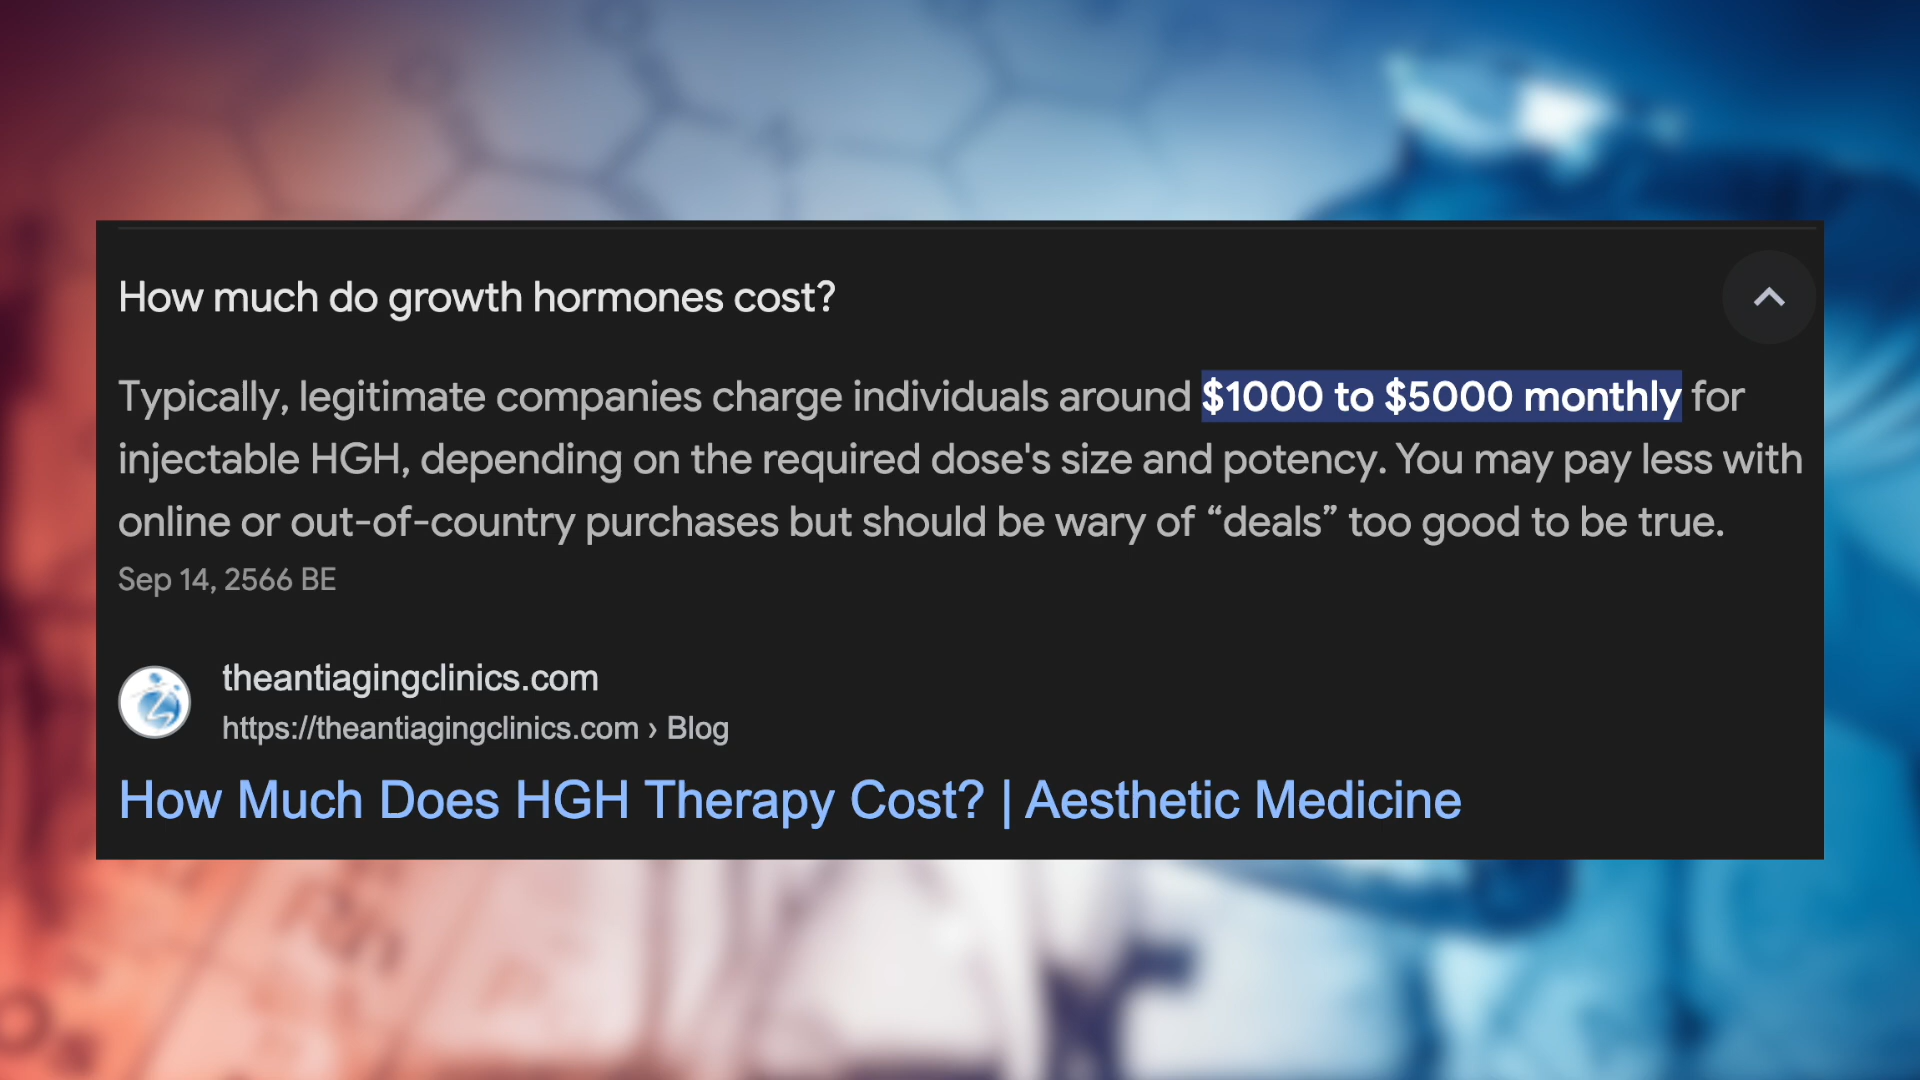 How much do growth hormones cost?
Typically, legitimate companies charge individuals around $1000 to $5000 monthly for
injectable HGH, depending on the required dose's size and potency. You may pay less with
online or out-of-country purchases but should be wary of “deals” too good to be true.
Sep 14, 2566 BE
theantiagingclinics.com
https://theantiagingclinics.com › Blog
How Much Does HGH Therapy Cost? | Aesthetic Medicine